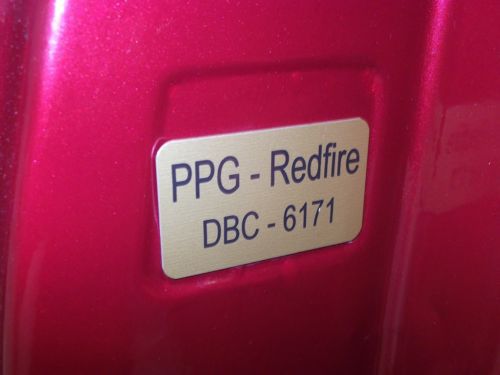 PPG - Redfire
DBC - 6171